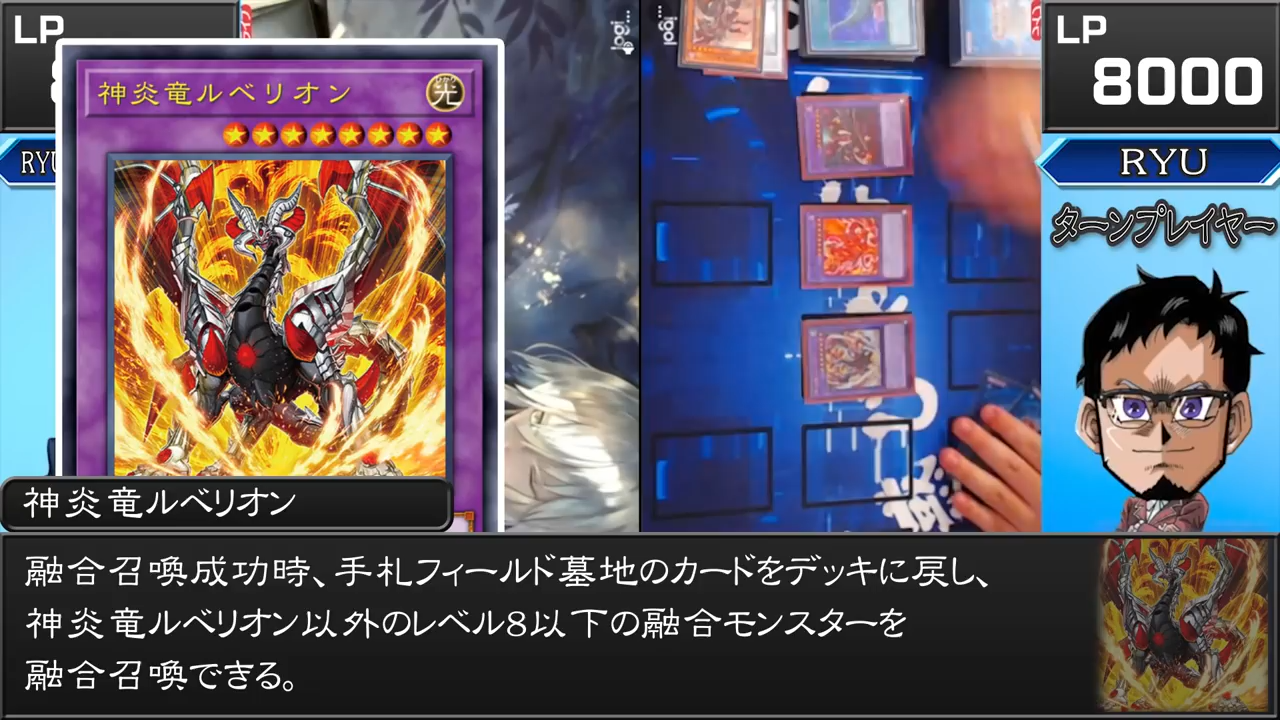 LP
神炎竜ルベリオン
光
RYU
LP
8000
RYU
ターンプレイヤー
神炎竜ルベリオン
融合召喚成功時、手札フィールド墓地のカードをデッキに戻し、
神炎竜ルベリオン以外のレベル8以下の融合モンスターを
融合召喚できる。